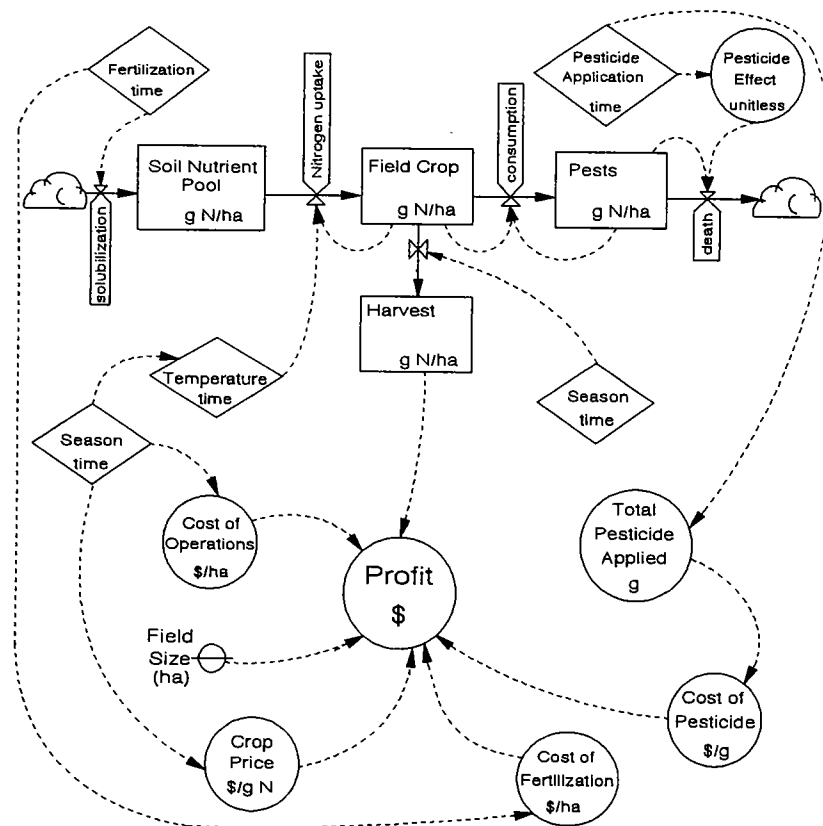 Fertilization
time
Nitrogen uptake
consumption
Pesticide
Application
time
Pesticide
Effect
unitless
Soil Nutrient
Pool
g N/ha
Field Crop
g N/ha
Pests
g N/ha
solubilization
death
Harvest
g N/ha
Temperature
time
Season
time
Season
time
Cost of
Operations
$/ha
Profit
$
Total
Pesticide
Applied
g
Field
Size
(ha)
Crop
Price
$/g N
Cost of
Fertilization
$/ha
Cost of
Pesticide
$/g